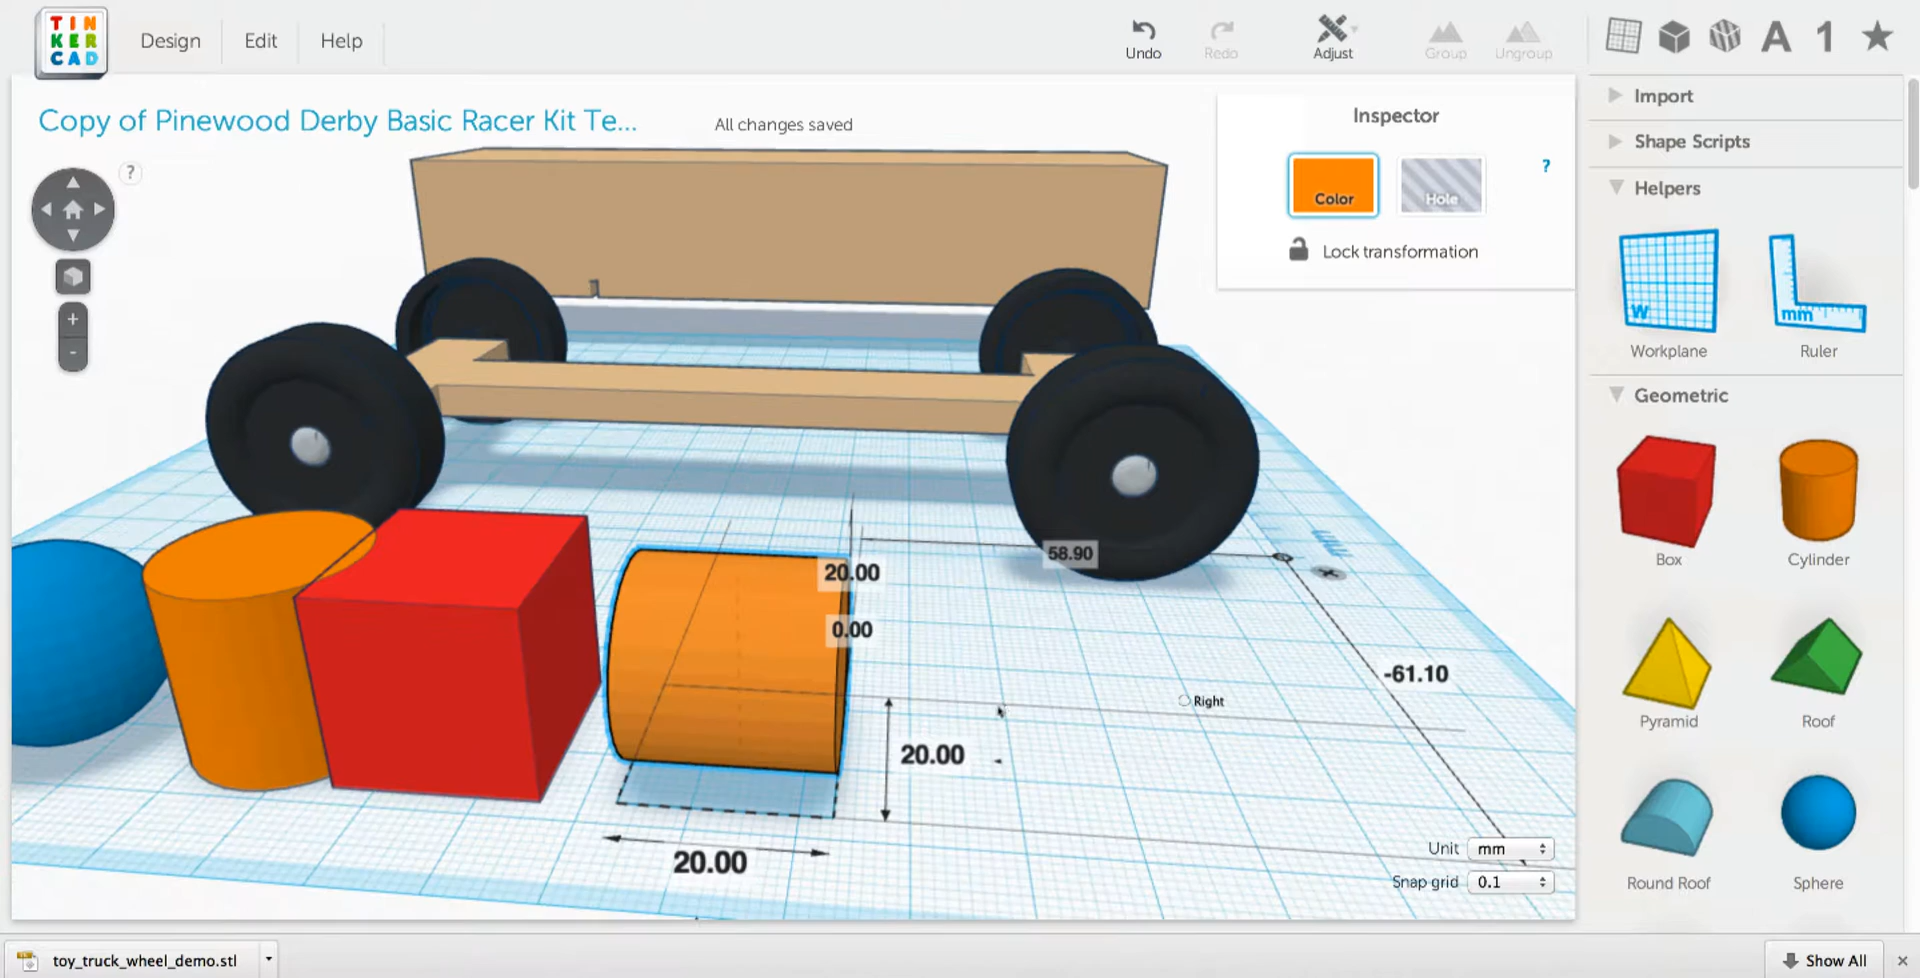 TIN
KER
CAD
Design
Edit
Help
Undo
Redo
Adjust
Group
Ungroup
A
1
Copy of Pinewood Derby Basic Racer Kit Te...
All changes saved
?
Inspector
Color
Hole
?
Lock transformation
+
-
58.90
20.00
0.00
-61.10
Right
20.00
20.00
Unit mm
Snap grid 0.1
Import
Shape Scripts
Helpers
W
mm
Workplane
Ruler
Geometric
Box
Cylinder
Pyramid
Roof
Round Roof
Sphere
toy_truck_wheel_demo.stl
Show All